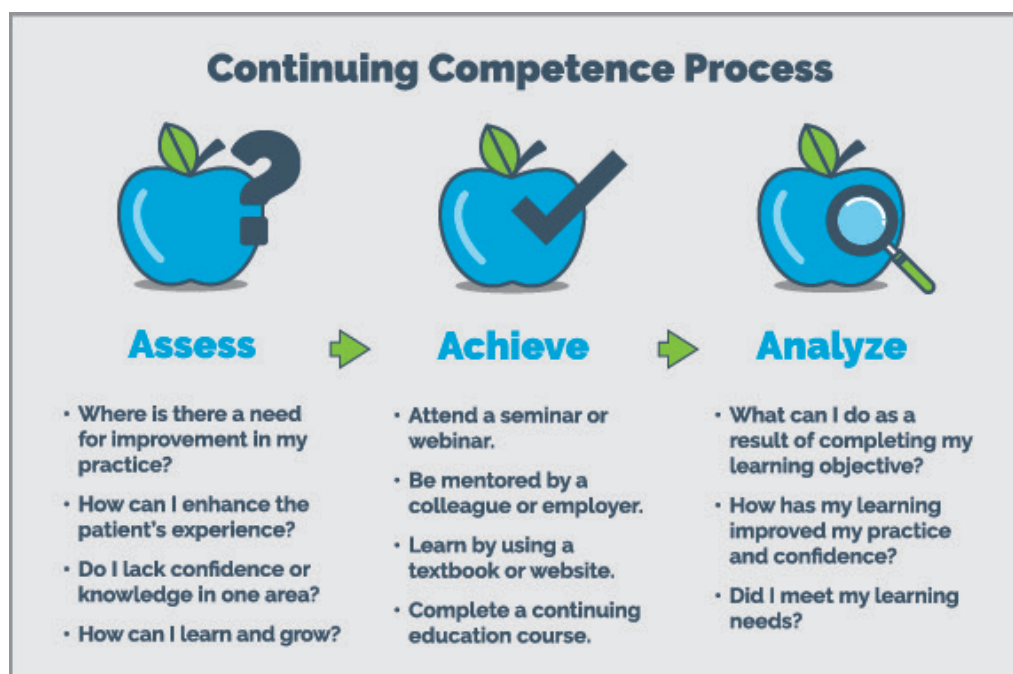 Continuing Competence Process
Assess
• Where is there a need
for improvement in my
practice?
• How can I enhance the
patient's experience?
• Do I lack confidence or
knowledge in one area?
• How can I learn and grow?
Achieve
• Attend a seminar or
webinar.
• Be mentored by a
colleague or employer.
• Learn by using a
textbook or website.
• Complete a continuing
education course.
Analyze
• What can I do as a
result of completing my
learning objective?
• How has my learning
improved my practice
and confidence?
• Did I meet my learning
needs?